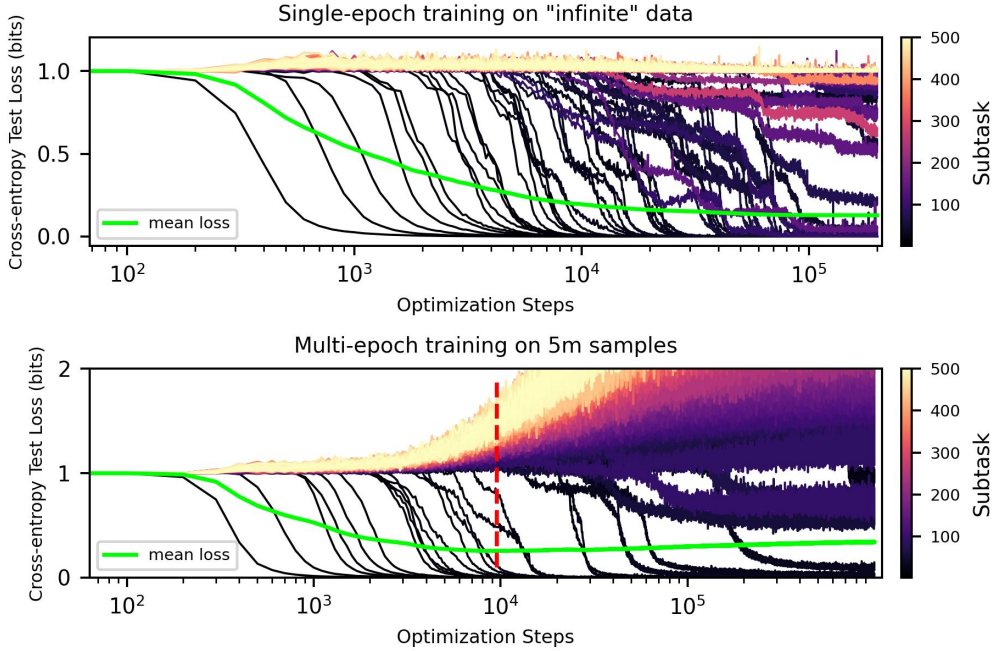 Single-epoch training on "infinite" data
Cross-entropy Test Loss (bits)
1.0
0.5
0.0
mean loss
10²
10³
10⁴
10⁵
Optimization Steps
500
400
300
200
100
Subtask
Multi-epoch training on 5m samples
Cross-entropy Test Loss (bits)
2
1
0
mean loss
10²
10³
10⁴
10⁵
Optimization Steps
500
400
300
200
100
Subtask